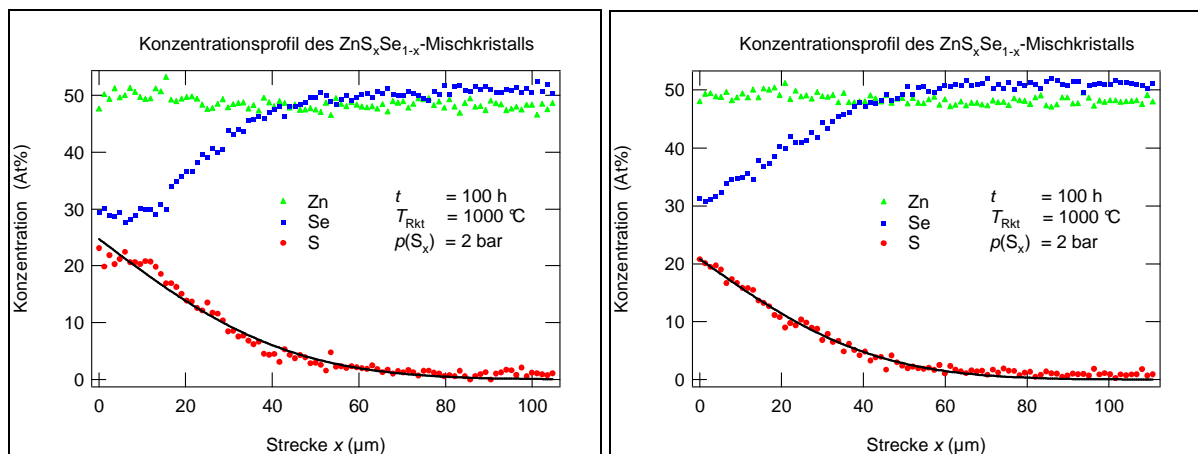 Konzentrationsprofil des ZnSₓSe₁₋ₓ-Mischkristalls
Konzentration (At%)
50
40
30
20
10
0
Zn
Se
S
t = 100 h
T_Rkt = 1000 °C
p(Sₓ) = 2 bar
0 20 40 60 80 100
Strecke x (µm)
Konzentrationsprofil des ZnSₓSe₁₋ₓ-Mischkristalls
Konzentration (At%)
50
40
30
20
10
0
Zn
Se
S
t = 100 h
T_Rkt = 1000 °C
p(Sₓ) = 2 bar
0 20 40 60 80 100
Strecke x (µm)